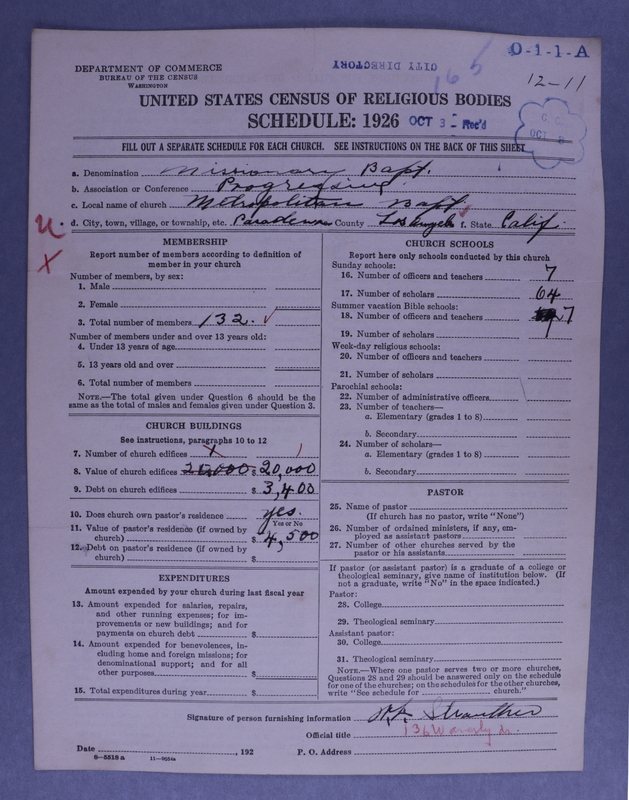 O-1-1-A
DEPARTMENT OF COMMERCE
BUREAU OF THE CENSUS
WASHINGTON
CITY DIRECTORY
165
12-11
UNITED STATES CENSUS OF RELIGIOUS BODIES
SCHEDULE: 1926
OCT 3 - Rec'd
OCT 8
FILL OUT A SEPARATE SCHEDULE FOR EACH CHURCH. SEE INSTRUCTIONS ON THE BACK OF THIS SHEET
a. Denomination Missionary Bapt.
b. Association or Conference Progressive
c. Local name of church Metropolitan Bapt
d. City, town, village, or township, etc. Pasadena County Los Angels f. State Calif.
MEMBERSHIP
Report number of members according to definition of member in your church
Number of members, by sex:
1. Male
2. Female
3. Total number of members 132.
Number of members under and over 13 years old:
4. Under 13 years of age
5. 13 years old and over
6. Total number of members
NOTE.—The total given under Question 6 should be the same as the total of males and females given under Question 3.
CHURCH BUILDINGS
See instructions, paragraphs 10 to 12
7. Number of church edifices 1
8. Value of church edifices 20,000 $ 20,000
9. Debt on church edifices $ 3,400
10. Does church own pastor's residence yes.
Yes or No
11. Value of pastor's residence (if owned by church) $ 4,500
12. Debt on pastor's residence (if owned by church) $
EXPENDITURES
Amount expended by your church during last fiscal year
13. Amount expended for salaries, repairs, and other running expenses; for improvements or new buildings; and for payments on church debt $
14. Amount expended for benevolences, including home and foreign missions; for denominational support; and for all other purposes $
15. Total expenditures during year $
CHURCH SCHOOLS
Report here only schools conducted by this church
Sunday schools:
16. Number of officers and teachers 7
17. Number of scholars 64
Summer vacation Bible schools:
18. Number of officers and teachers 7
19. Number of scholars
Week-day religious schools:
20. Number of officers and teachers
21. Number of scholars
Parochial schools:
22. Number of administrative officers
23. Number of teachers—
a. Elementary (grades 1 to 8)
b. Secondary
24. Number of scholars—
a. Elementary (grades 1 to 8)
b. Secondary
PASTOR
25. Name of pastor
(If church has no pastor, write "None")
26. Number of ordained ministers, if any, employed as assistant pastors
27. Number of other churches served by the pastor or his assistants
If pastor (or assistant pastor) is a graduate of a college or theological seminary, give name of institution below. (If not a graduate, write "No" in the space indicated.)
Pastor:
28. College
29. Theological seminary
Assistant pastor:
30. College
31. Theological seminary
NOTE.—Where one pastor serves two or more churches, Questions 28 and 29 should be answered only on the schedule for one of the churches; on the schedules for the other churches, write "See schedule for church."
Signature of person furnishing information Strauther
Official title 136 Waverly dr.
Date , 192 P. O. Address
8—5518 a